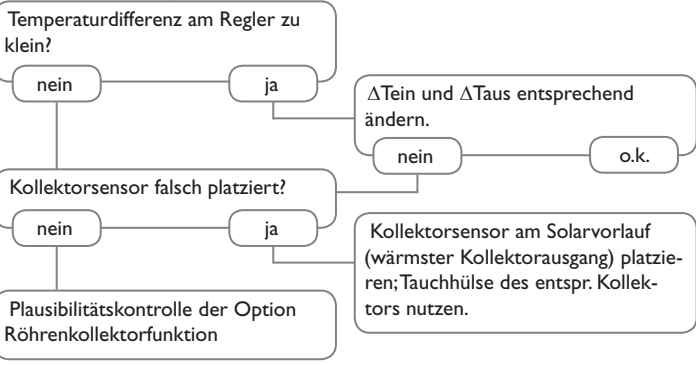 Temperaturdifferenz am Regler zu
klein?
nein
ja
ΔTein und ΔTaus entsprechend
ändern.
nein
o.k.
Kollektorsensor falsch platziert?
nein
ja
Kollektorsensor am Solarvorlauf
(wärmster Kollektorausgang) platzie-
ren; Tauchhülse des entspr. Kollek-
tors nutzen.
Plausibilitätskontrolle der Option
Röhrenkollektorfunktion